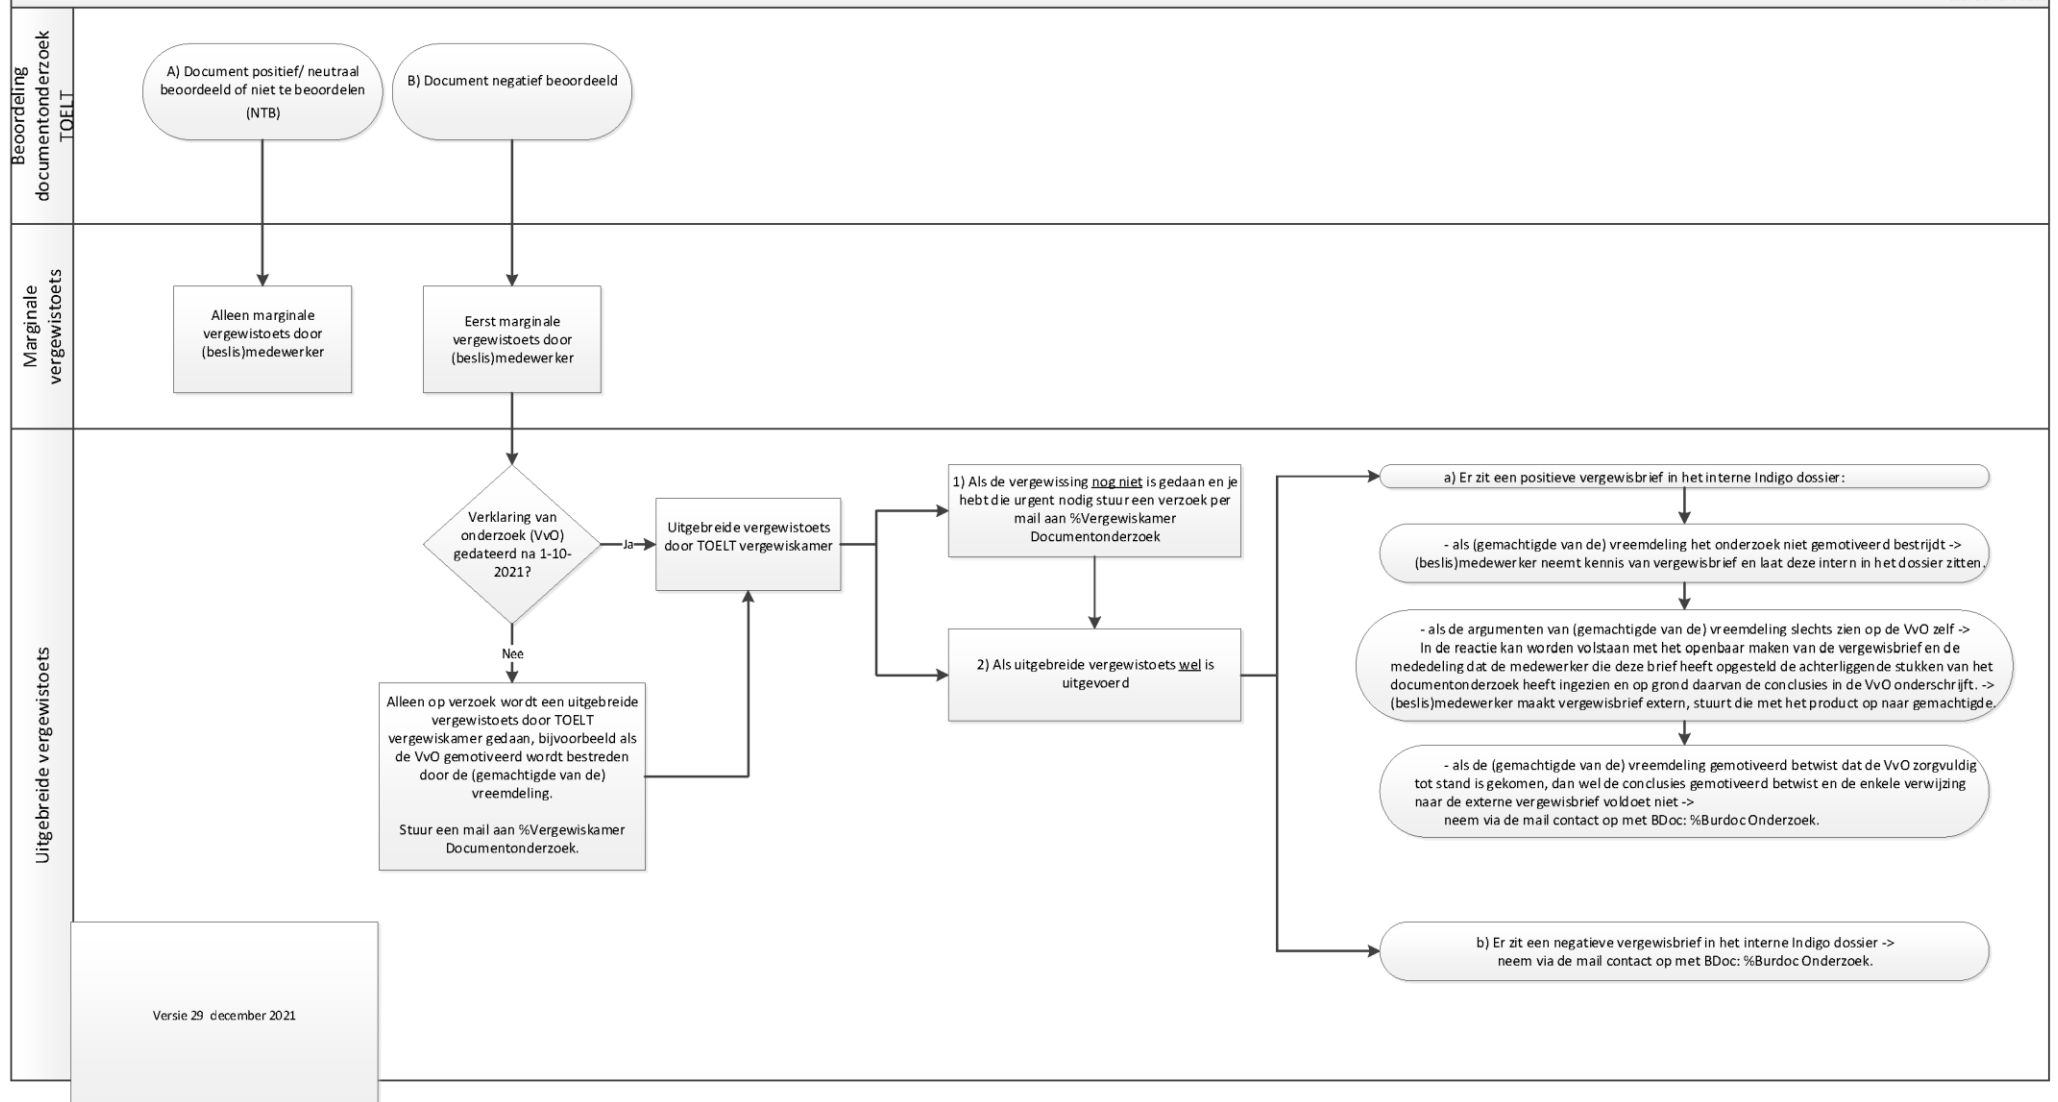 Beoordeling
documentonderzoek
TOELT
A) Document positief/ neutraal
beoordeeld of niet te beoordelen
(NTB)
B) Document negatief beoordeeld
Marginale
vergewistoets
Alleen marginale
vergewistoets door
(beslis)medewerker
Eerst marginale
vergewistoets door
(beslis)medewerker
Uitgebreide vergewistoets
Verklaring van
onderzoek (VvO)
gedateerd na 1-10-
2021?
Ja
Nee
Uitgebreide vergewistoets
door TOELT vergewiskamer
Alleen op verzoek wordt een uitgebreide
vergewistoets door TOELT
vergewiskamer gedaan, bijvoorbeeld als
de VvO gemotiveerd wordt bestreden
door de (gemachtigde van de)
vreemdeling.
Stuur een mail aan %Vergewiskamer
Documentonderzoek.
1) Als de vergewissing nog niet is gedaan en je
hebt die urgent nodig stuur een verzoek per
mail aan %Vergewiskamer
Documentonderzoek
2) Als uitgebreide vergewistoets wel is
uitgevoerd
a) Er zit een positieve vergewisbrief in het interne Indigo dossier:
- als (gemachtigde van de) vreemdeling het onderzoek niet gemotiveerd bestrijdt ->
(beslis)medewerker neemt kennis van vergewisbrief en laat deze intern in het dossier zitten.
- als de argumenten van (gemachtigde van de) vreemdeling slechts zien op de VvO zelf ->
In de reactie kan worden volstaan met het openbaar maken van de vergewisbrief en de
mededeling dat de medewerker die deze brief heeft opgesteld de achterliggende stukken van het
documentonderzoek heeft ingezien en op grond daarvan de conclusies in de VvO onderschrijft. ->
(beslis)medewerker maakt vergewisbrief extern, stuurt die met het product op naar gemachtigde.
- als de (gemachtigde van de) vreemdeling gemotiveerd betwist dat de VvO zorgvuldig
tot stand is gekomen, dan wel de conclusies gemotiveerd betwist en de enkele verwijzing
naar de externe vergewisbrief voldoet niet ->
neem via de mail contact op met BDoc: %Burdoc Onderzoek.
b) Er zit een negatieve vergewisbrief in het interne Indigo dossier ->
neem via de mail contact op met BDoc: %Burdoc Onderzoek.
Versie 29 december 2021